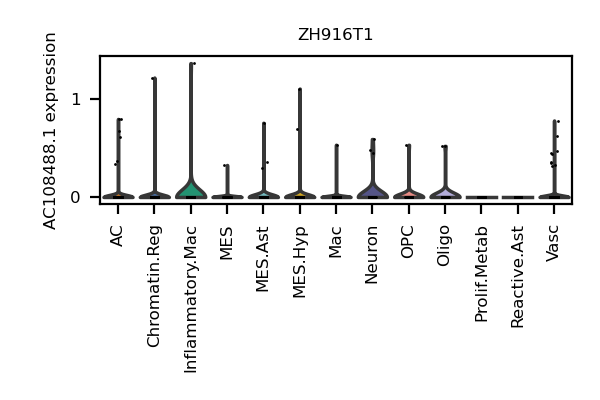 ZH916T1
AC108488.1 expression
1
0
AC
Chromatin.Reg
Inflammatory.Mac
MES
MES.Ast
MES.Hyp
Mac
Neuron
OPC
Oligo
Prolif.Metab
Reactive.Ast
Vasc